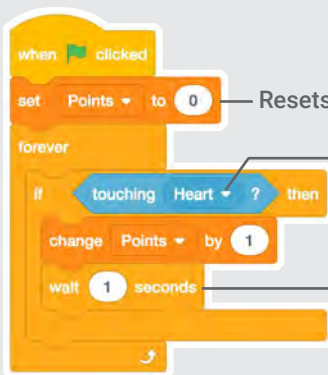 when clicked
set Points to 0
Resets
forever
if touching Heart ? then
change Points by 1
wait 1 seconds